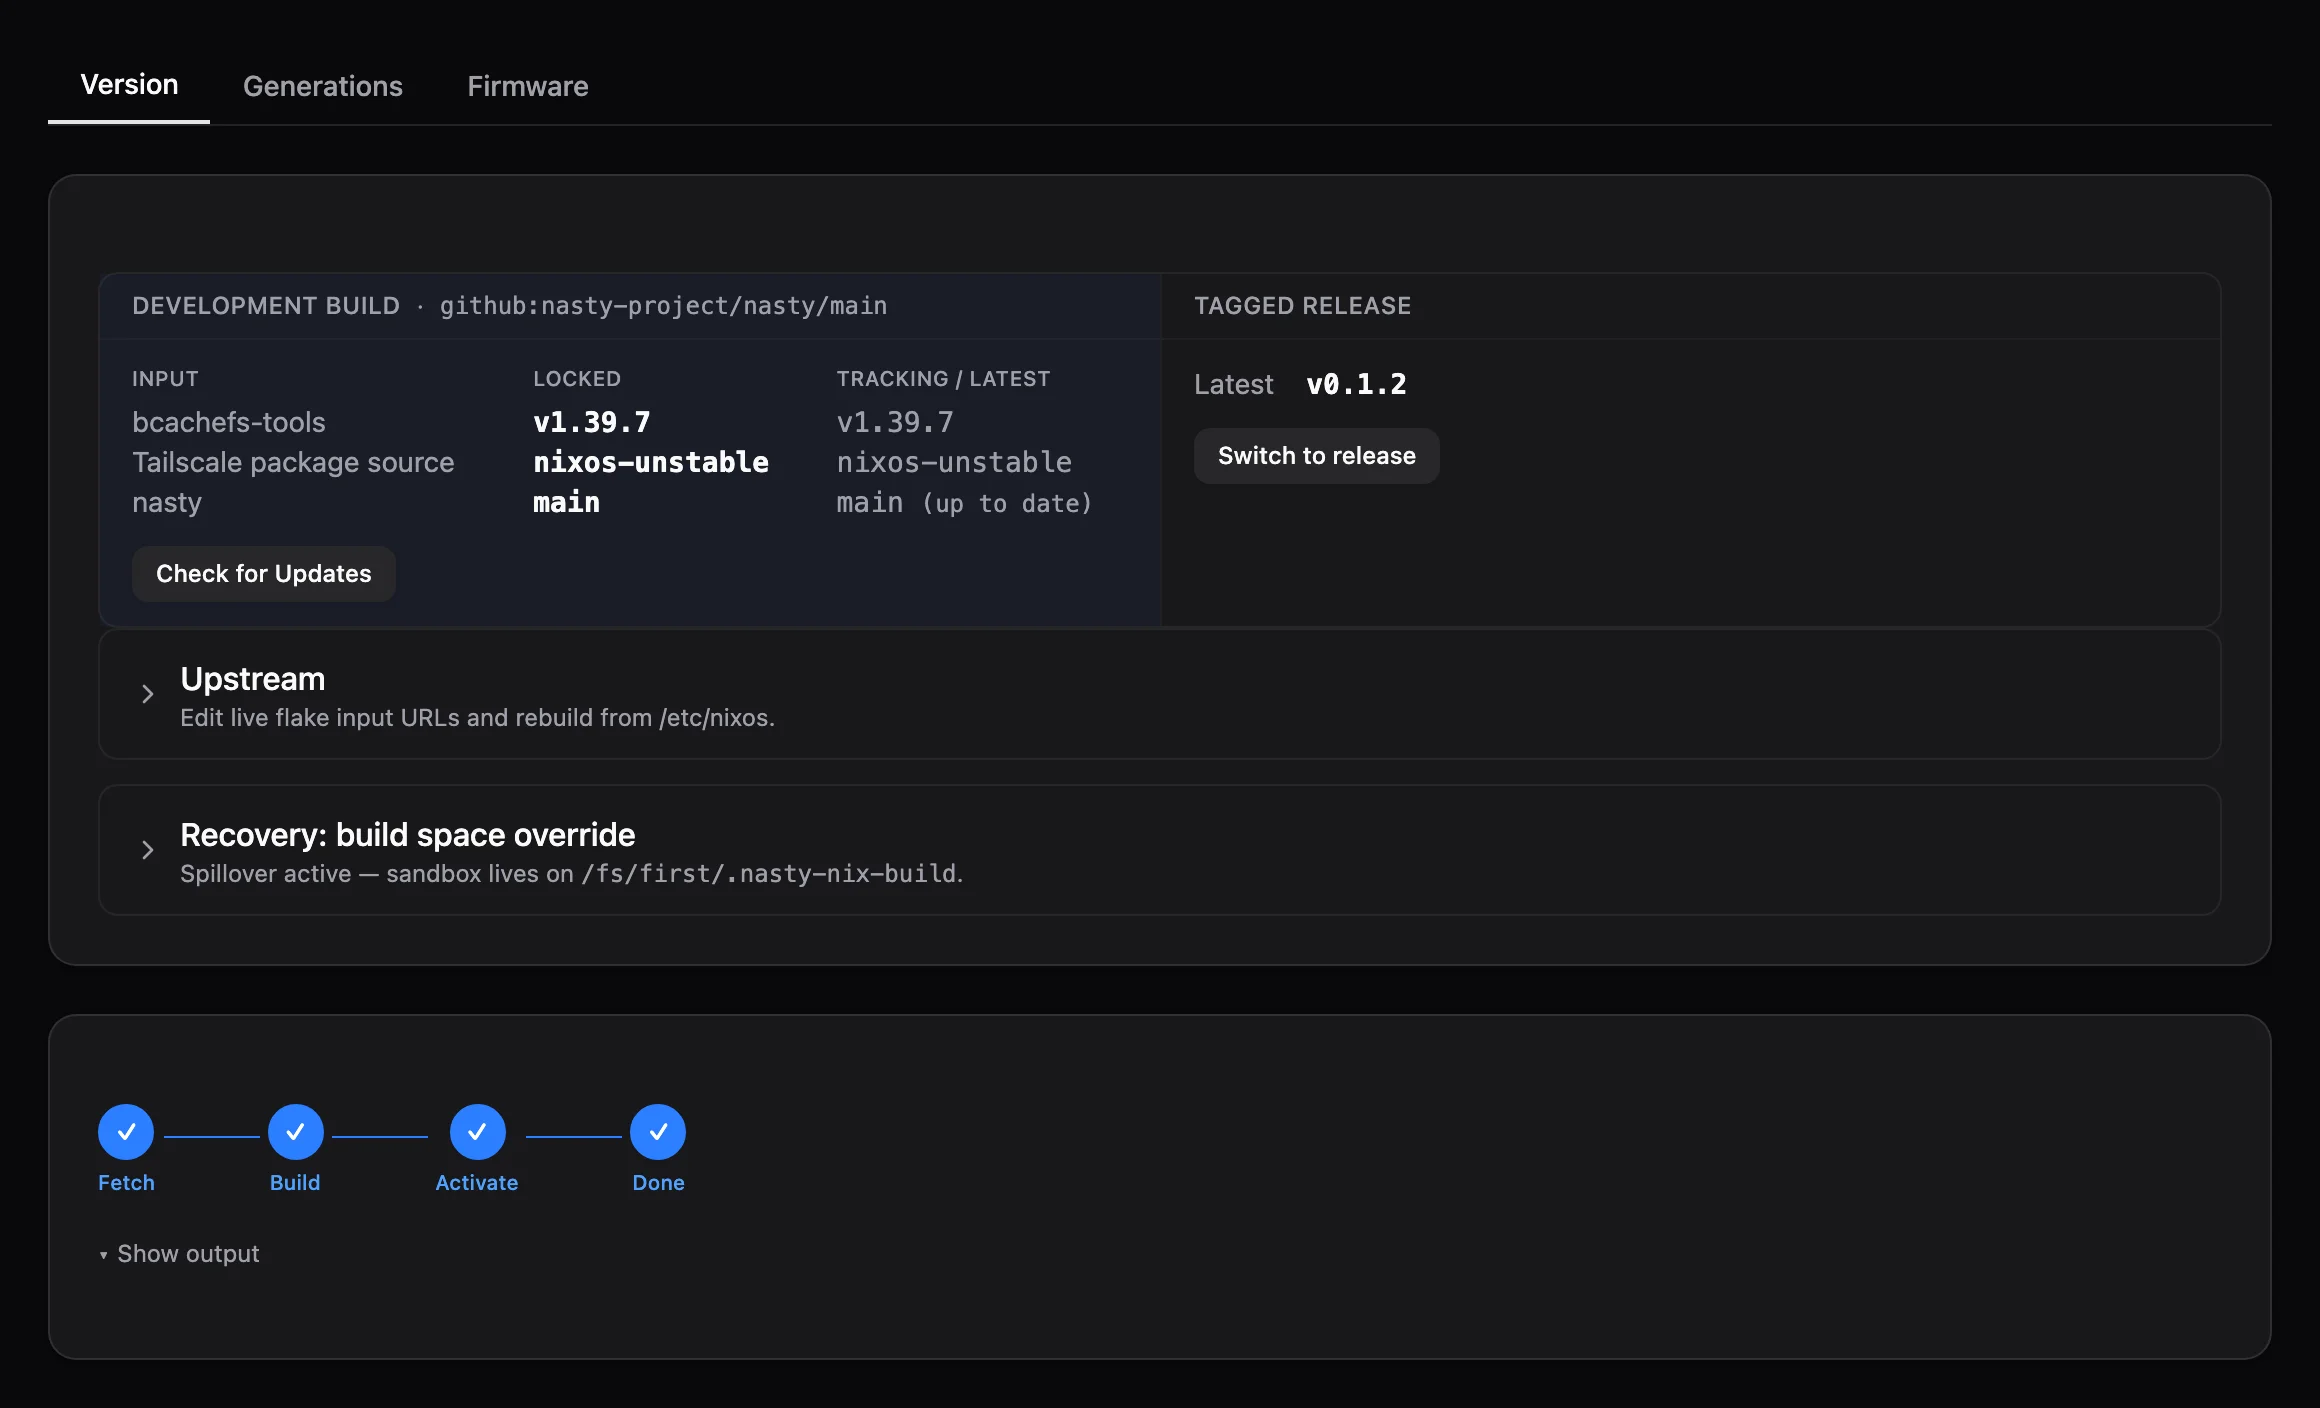 Version Generations Firmware
DEVELOPMENT BUILD · github:nasty-project/nasty/main
INPUT LOCKED TRACKING / LATEST
bcachefs-tools v1.39.7 v1.39.7
Tailscale package source nixos-unstable nixos-unstable
nasty main main (up to date)
Check for Updates
TAGGED RELEASE
Latest v0.1.2
Switch to release
Upstream
Edit live flake input URLs and rebuild from /etc/nixos.
Recovery: build space override
Spillover active — sandbox lives on /fs/first/.nasty-nix-build.
Fetch Build Activate Done
▾ Show output